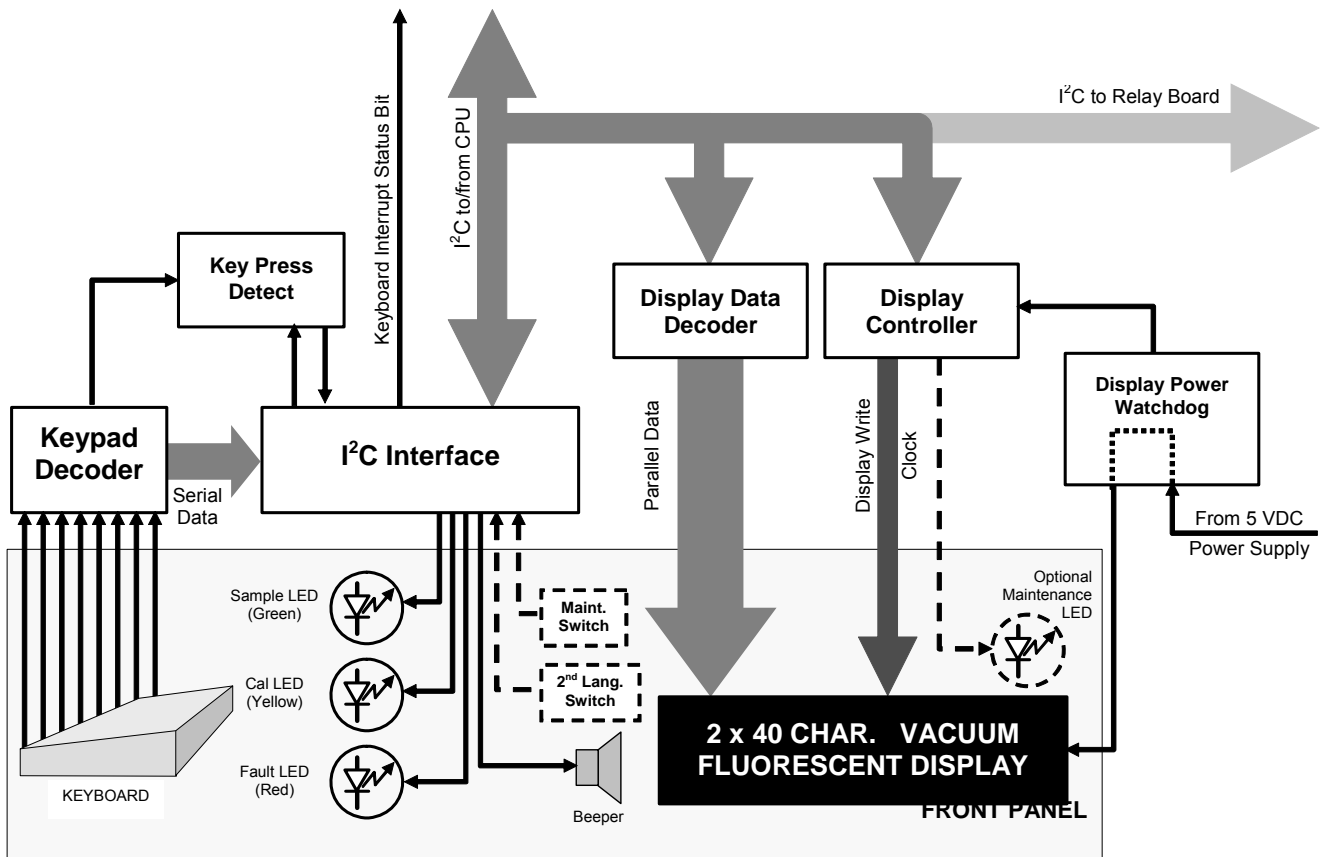 I²C to Relay Board
Keyboard Interrupt Status Bit
I²C to/from CPU
Key Press
Detect
Display Data
Decoder
Display
Controller
Display Power
Watchdog
Keypad
Decoder
Serial
Data
I²C Interface
Parallel Data
Display Write
Clock
From 5 VDC
Power Supply
Sample LED
(Green)
Maint.
Switch
Optional
Maintenance
LED
Cal LED
(Yellow)
2nd Lang.
Switch
2 x 40 CHAR. VACUUM
FLUORESCENT DISPLAY
Fault LED
(Red)
KEYBOARD
Beeper
FRONT PANEL